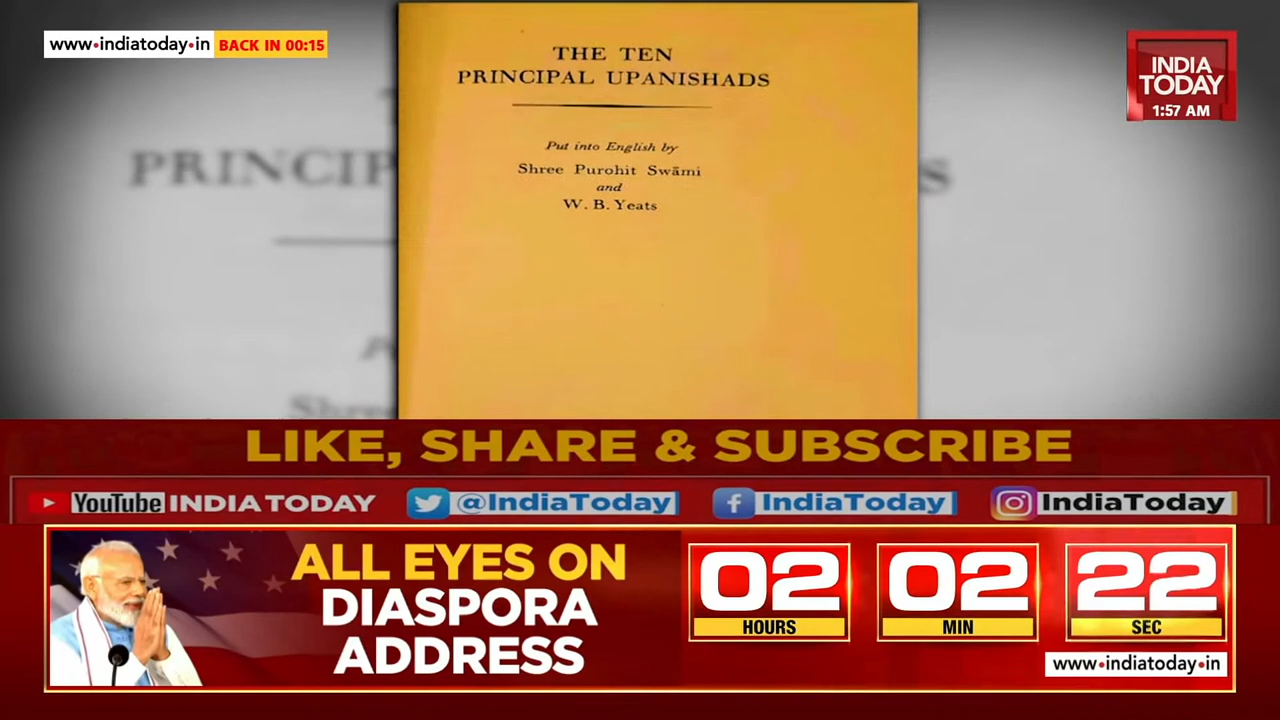 www•indiatoday•in BACK IN 00:15
INDIA
TODAY
1:57 AM
THE TEN
PRINCIPAL UPANISHADS
Put into English by
Shree Purohit Swāmi
and
W. B. Yeats
PRINCIP
S
Shree
LIKE, SHARE & SUBSCRIBE
YouTube INDIA TODAY @IndiaToday IndiaToday IndiaToday
ALL EYES ON
DIASPORA
ADDRESS
02 02 22
HOURS MIN SEC
www•indiatoday•in